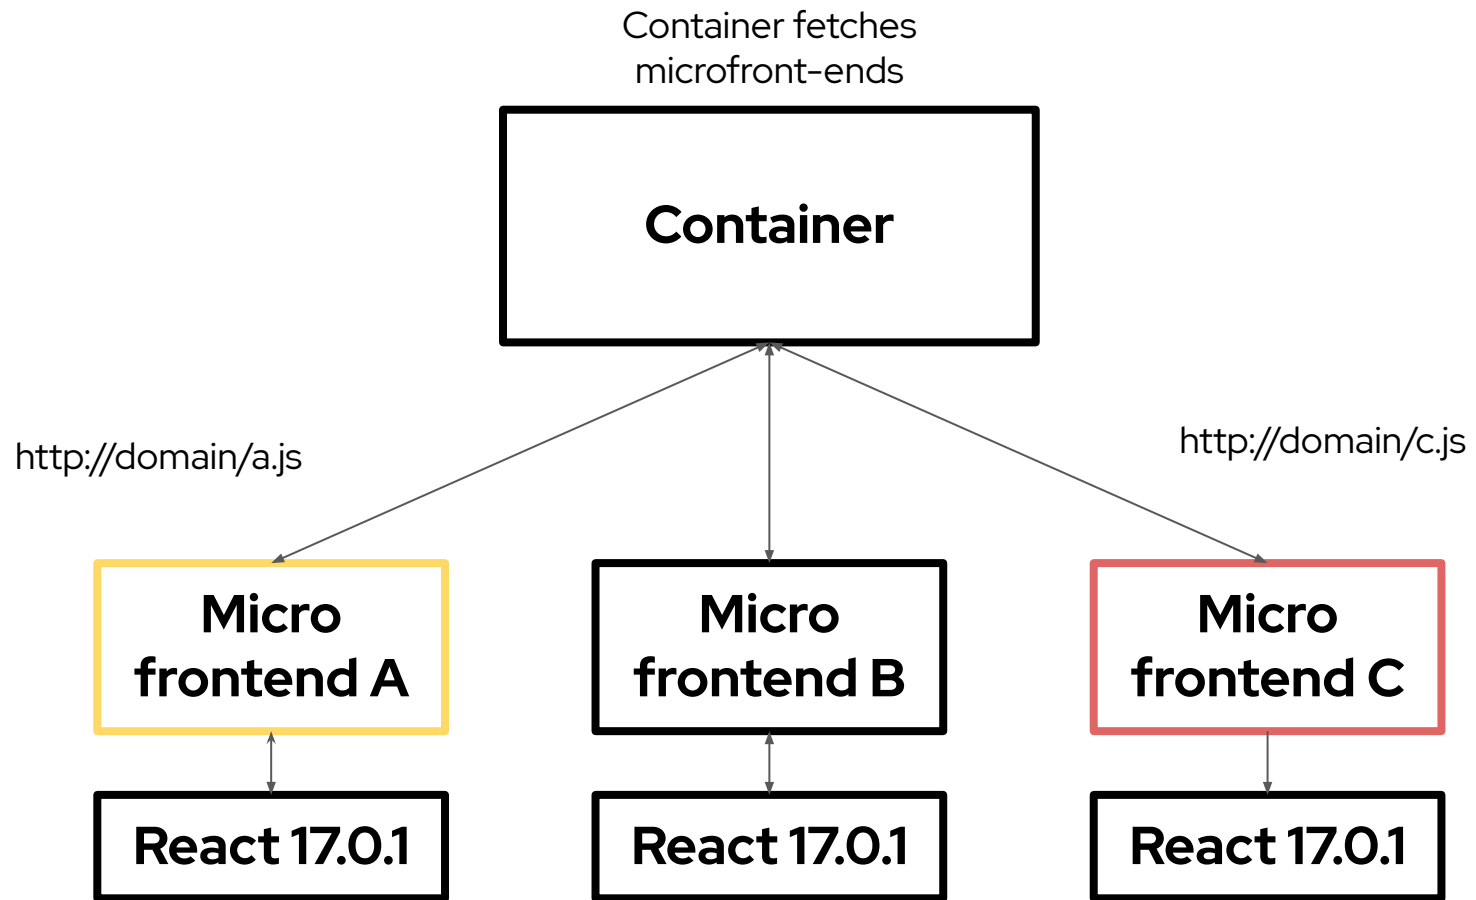 Container fetches
microfront-ends
Container
http://domain/a.js
http://domain/c.js
Micro
frontend A
Micro
frontend B
Micro
frontend C
React 17.0.1
React 17.0.1
React 17.0.1